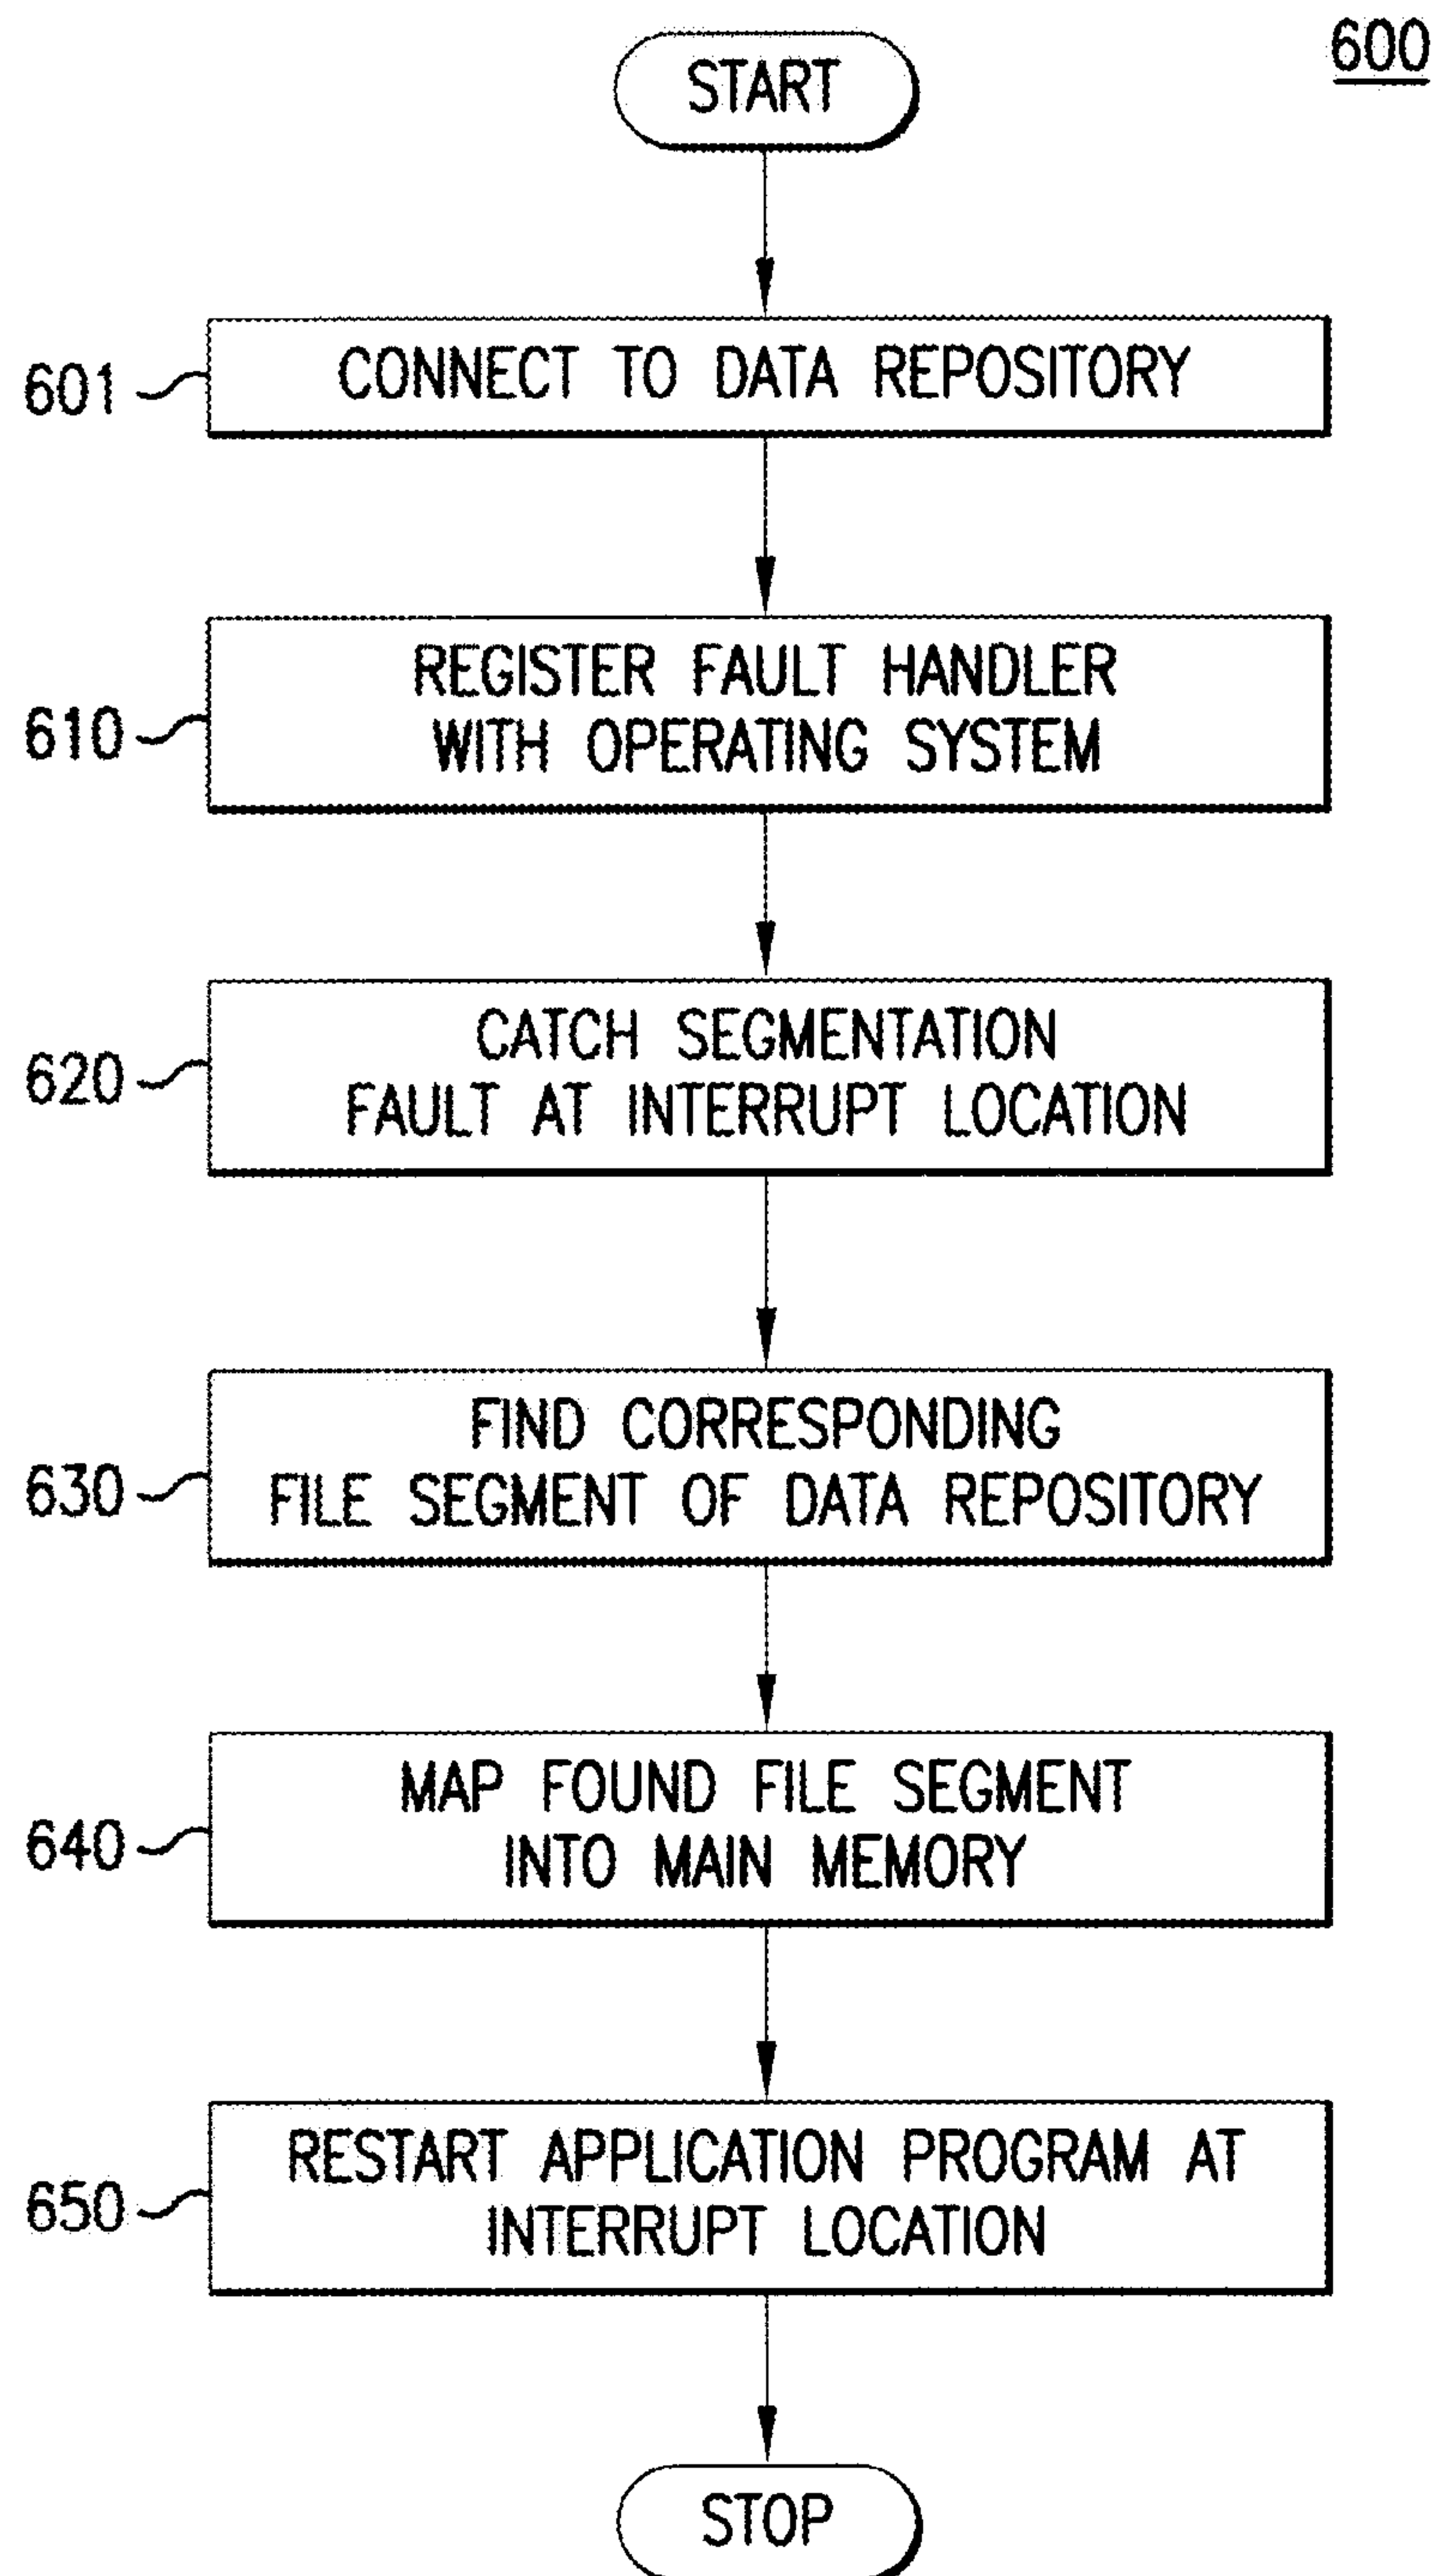 600
START
601
CONNECT TO DATA REPOSITORY
610
REGISTER FAULT HANDLER
WITH OPERATING SYSTEM
620
CATCH SEGMENTATION
FAULT AT INTERRUPT LOCATION
630
FIND CORRESPONDING
FILE SEGMENT OF DATA REPOSITORY
640
MAP FOUND FILE SEGMENT
INTO MAIN MEMORY
650
RESTART APPLICATION PROGRAM AT
INTERRUPT LOCATION
STOP